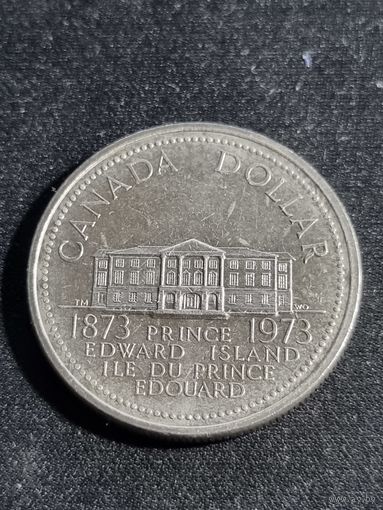 CANADA DOLLAR
TM WO
1873 PRINCE 1973
EDWARD ISLAND
ILE DU PRINCE
EDOUARD